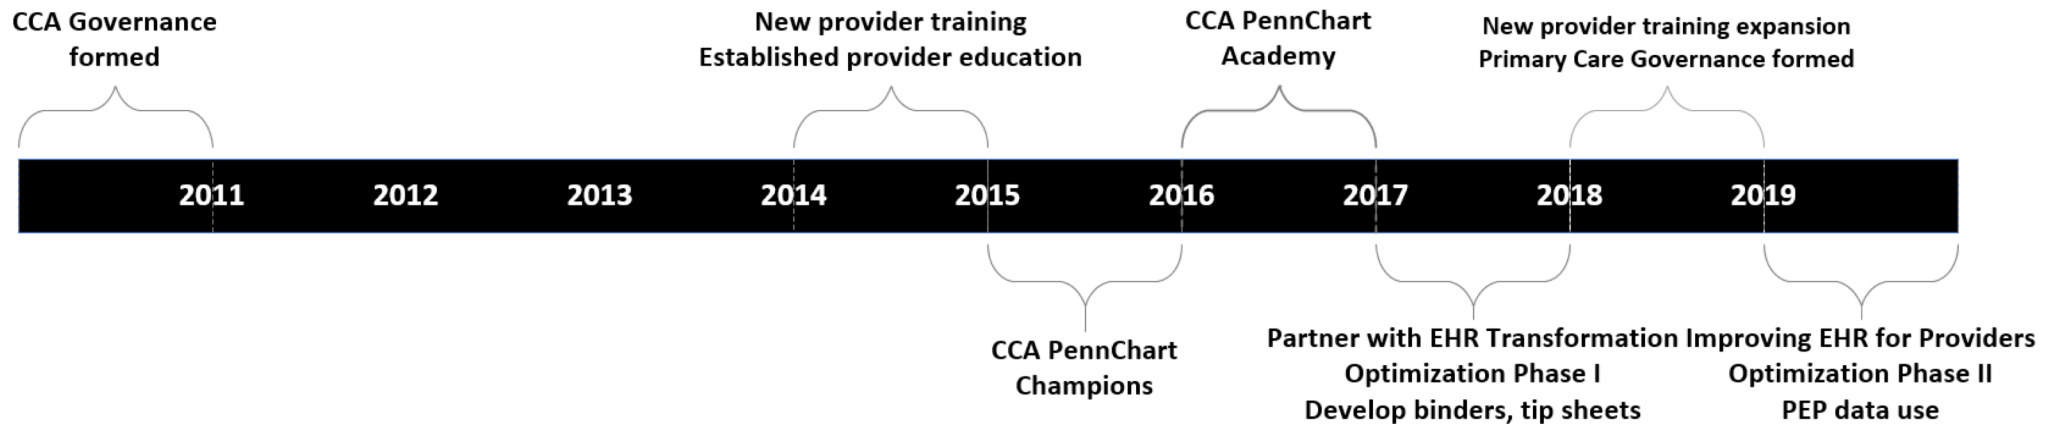 CCA Governance
formed
New provider training
Established provider education
CCA PennChart
Academy
New provider training expansion
Primary Care Governance formed
2011 2012 2013 2014 2015 2016 2017 2018 2019
CCA PennChart
Champions
Partner with EHR Transformation
Optimization Phase I
Develop binders, tip sheets
Improving EHR for Providers
Optimization Phase II
PEP data use